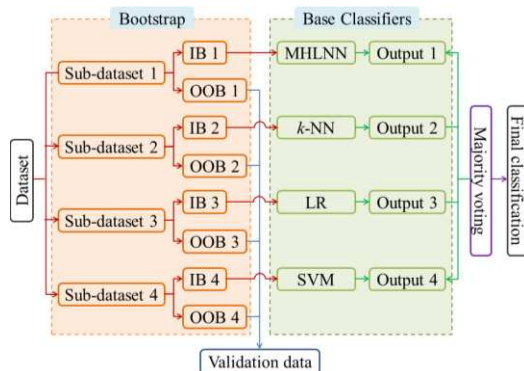 Bootstrap
Base Classifiers
Dataset
Sub-dataset 1
IB 1
OOB 1
MHLNN
Output 1
Sub-dataset 2
IB 2
OOB 2
k-NN
Output 2
Sub-dataset 3
IB 3
OOB 3
LR
Output 3
Sub-dataset 4
IB 4
OOB 4
SVM
Output 4
Majority voting
Final classification
Validation data